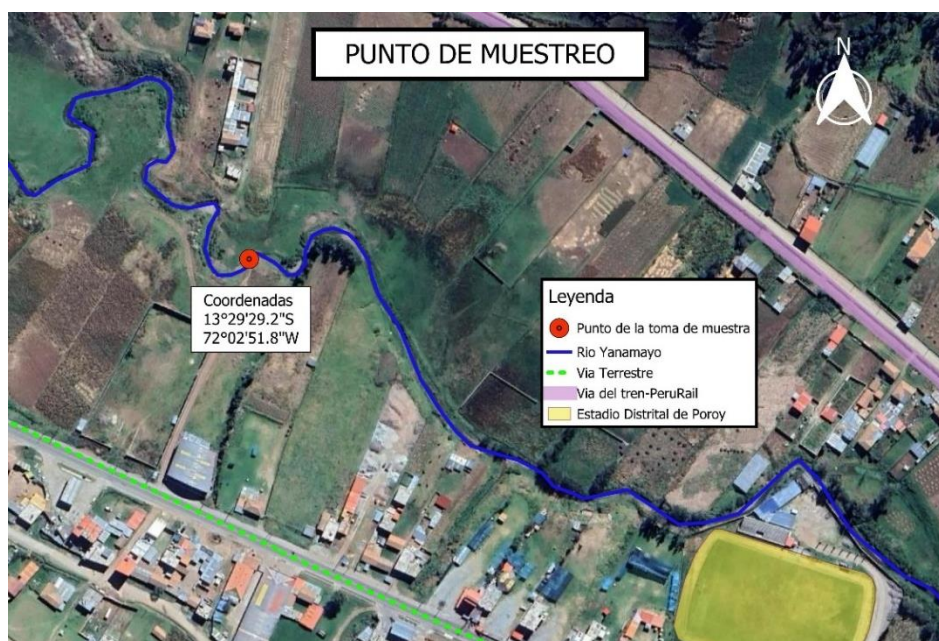 PUNTO DE MUESTREO
N
Coordenadas
13°29'29.2"S
72°02'51.8"W
Leyenda
Punto de la toma de muestra
Rio Yanamayo
Via Terrestre
Via del tren-PeruRail
Estadio Distrital de Poroy